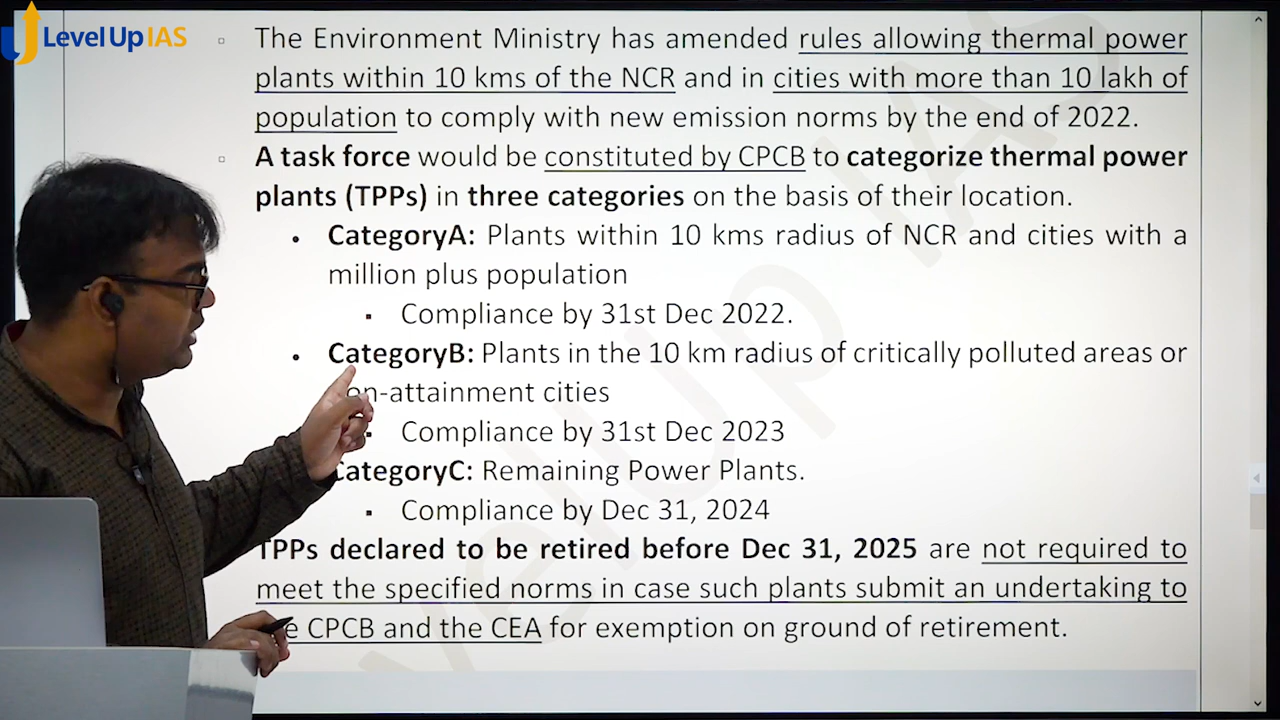 Level Up IAS
The Environment Ministry has amended rules allowing thermal power
plants within 10 kms of the NCR and in cities with more than 10 lakh of
population to comply with new emission norms by the end of 2022.
A task force would be constituted by CPCB to categorize thermal power
plants (TPPs) in three categories on the basis of their location.
CategoryA: Plants within 10 kms radius of NCR and cities with a
million plus population
Compliance by 31st Dec 2022.
CategoryB: Plants in the 10 km radius of critically polluted areas or
-attainment cities
Compliance by 31st Dec 2023
CategoryC: Remaining Power Plants.
Compliance by Dec 31, 2024
TPPs declared to be retired before Dec 31, 2025 are not required to
meet the specified norms in case such plants submit an undertaking to
CPCB and the CEA for exemption on ground of retirement.